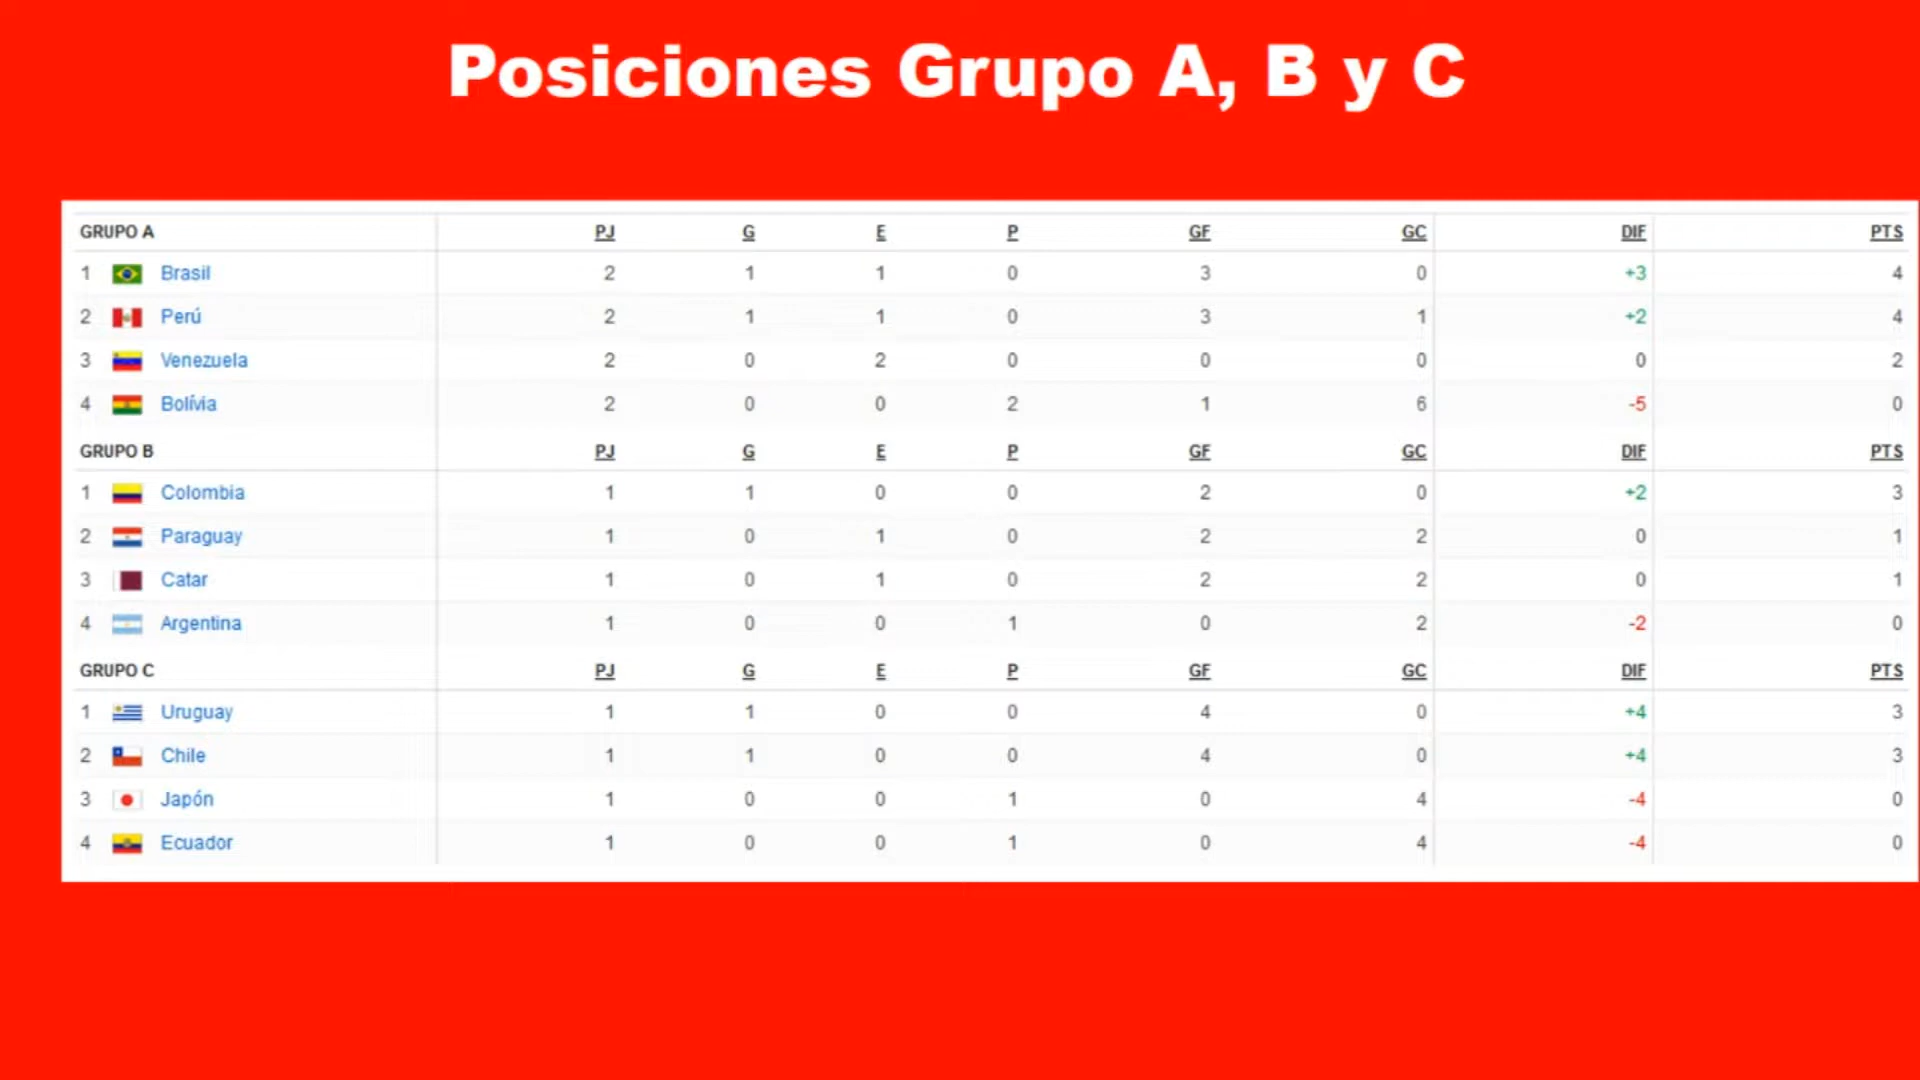 Posiciones Grupo A, B y C
GRUPO A PJ G E P GF GC DIF PTS
1 Brasil 2 1 1 0 3 0 +3 4
2 Perú 2 1 1 0 3 1 +2 4
3 Venezuela 2 0 2 0 0 0 0 2
4 Bolívia 2 0 0 2 1 6 -5 0
GRUPO B PJ G E P GF GC DIF PTS
1 Colombia 1 1 0 0 2 0 +2 3
2 Paraguay 1 0 1 0 2 2 0 1
3 Catar 1 0 1 0 2 2 0 1
4 Argentina 1 0 0 1 0 2 -2 0
GRUPO C PJ G E P GF GC DIF PTS
1 Uruguay 1 1 0 0 4 0 +4 3
2 Chile 1 1 0 0 4 0 +4 3
3 Japón 1 0 0 1 0 4 -4 0
4 Ecuador 1 0 0 1 0 4 -4 0